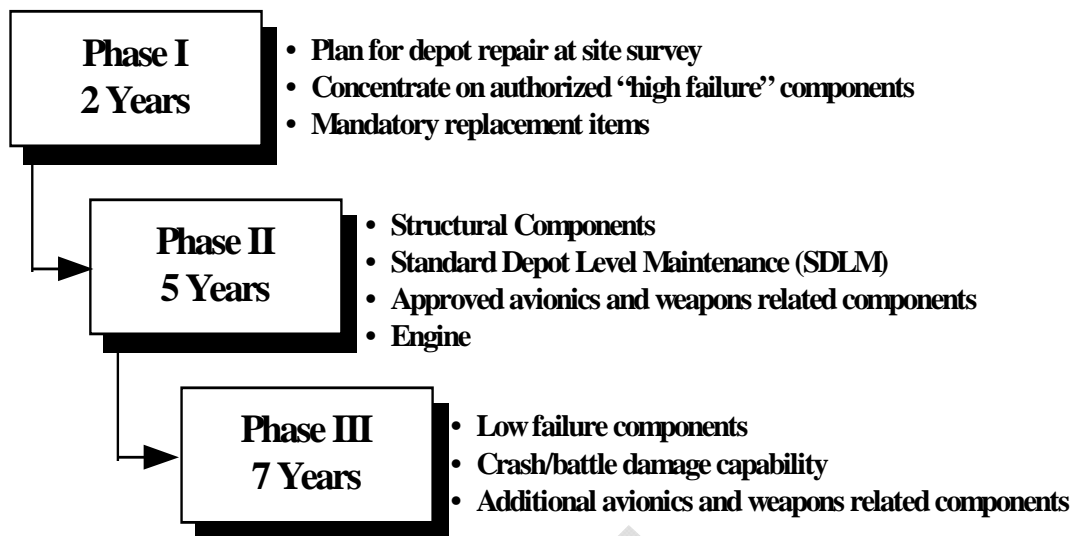 Phase I
2 Years
• Plan for depot repair at site survey
• Concentrate on authorized “high failure” components
• Mandatory replacement items
Phase II
5 Years
• Structural Components
• Standard Depot Level Maintenance (SDLM)
• Approved avionics and weapons related components
• Engine
Phase III
7 Years
• Low failure components
• Crash/battle damage capability
• Additional avionics and weapons related components